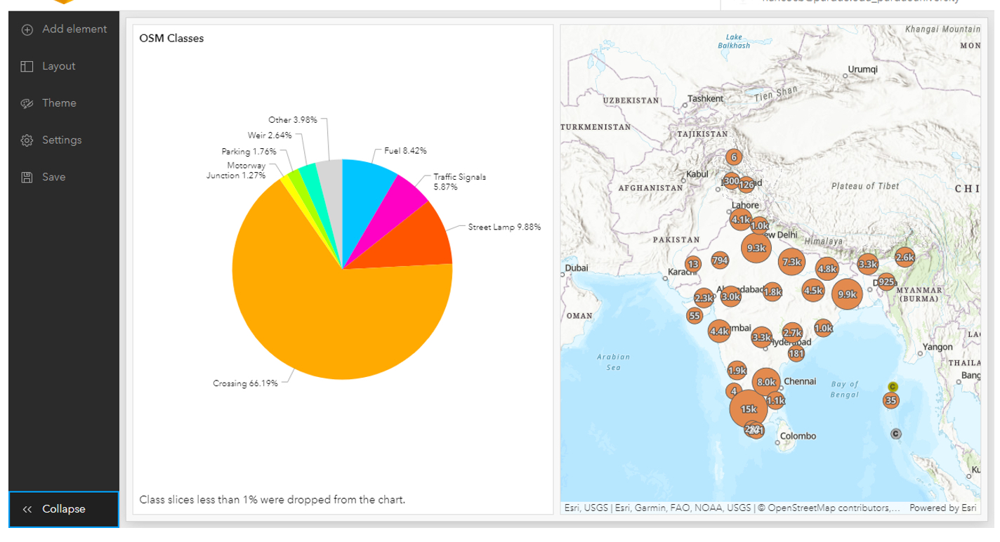 Add element
Layout
Theme
Settings
Save
Collapse
OSM Classes
Other 3.98%
Weir 2.64%
Parking 1.76%
Motorway
Junction 1.27%
Fuel 8.42%
Traffic Signals
5.87%
Street Lamp 9.88%
Crossing 66.19%
Class slices less than 1% were dropped from the chart.
Khangai Mountain
MON
Lake
Balkhash
Urumqi
Tien Shan
UZBEKISTAN
Tashkent
TURKMENISTAN
TAJIKISTAN
6
Kabul
300
126
AFGHANISTAN
Plateau of Tibet
CHI
Lahore
4.1k
1.0k
ew Delhi
PAKISTAN
Himalaya
9.3k
13
794
7.3k
4.8k
3.3k
2.6k
Dubai
Karach
925
MYANMAR
(BURMA)
2.3k
3.0k
dabad
1.8k
4.5k
9.9k
OMAN
55
4.4k
mbai
3.3k
2.7k
1.0k
LA
181
Yangon
Arabian
Sea
THAILA
1.9k
8.0k
Chennai
Bay of
Bengal
Bang
C
4
35
15k
1.1k
C
Colombo
Ku
Esri, USGS | Esri, Garmin, FAO, NOAA, USGS | © OpenStreetMap contributors,...
Powered by Esri